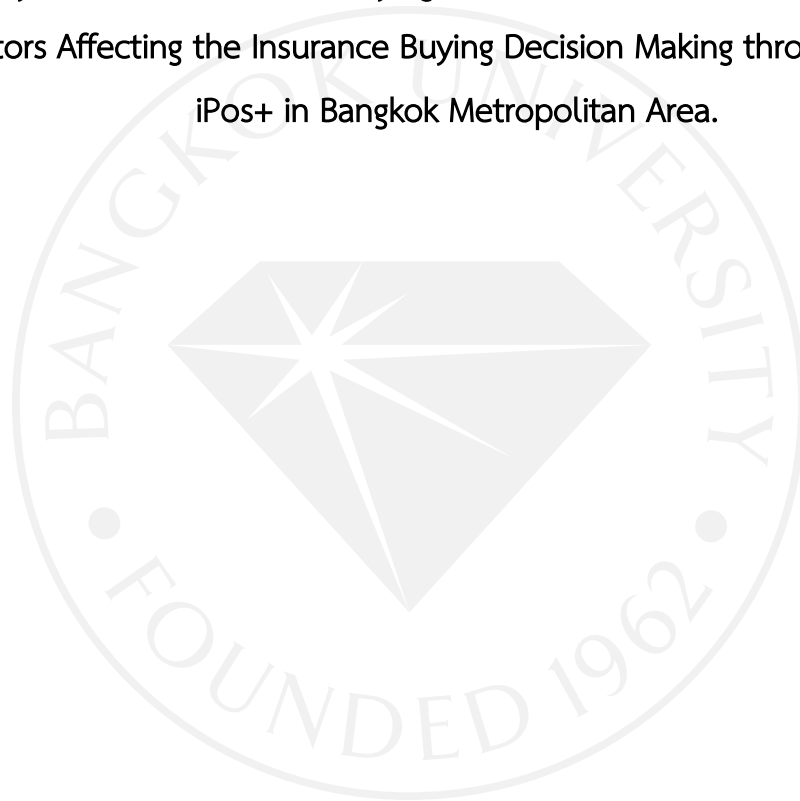 tors Affecting the Insurance Buying Decision Making thro
iPos+ in Bangkok Metropolitan Area.
BANGKOK UNIVERSITY
FOUNDED 1962